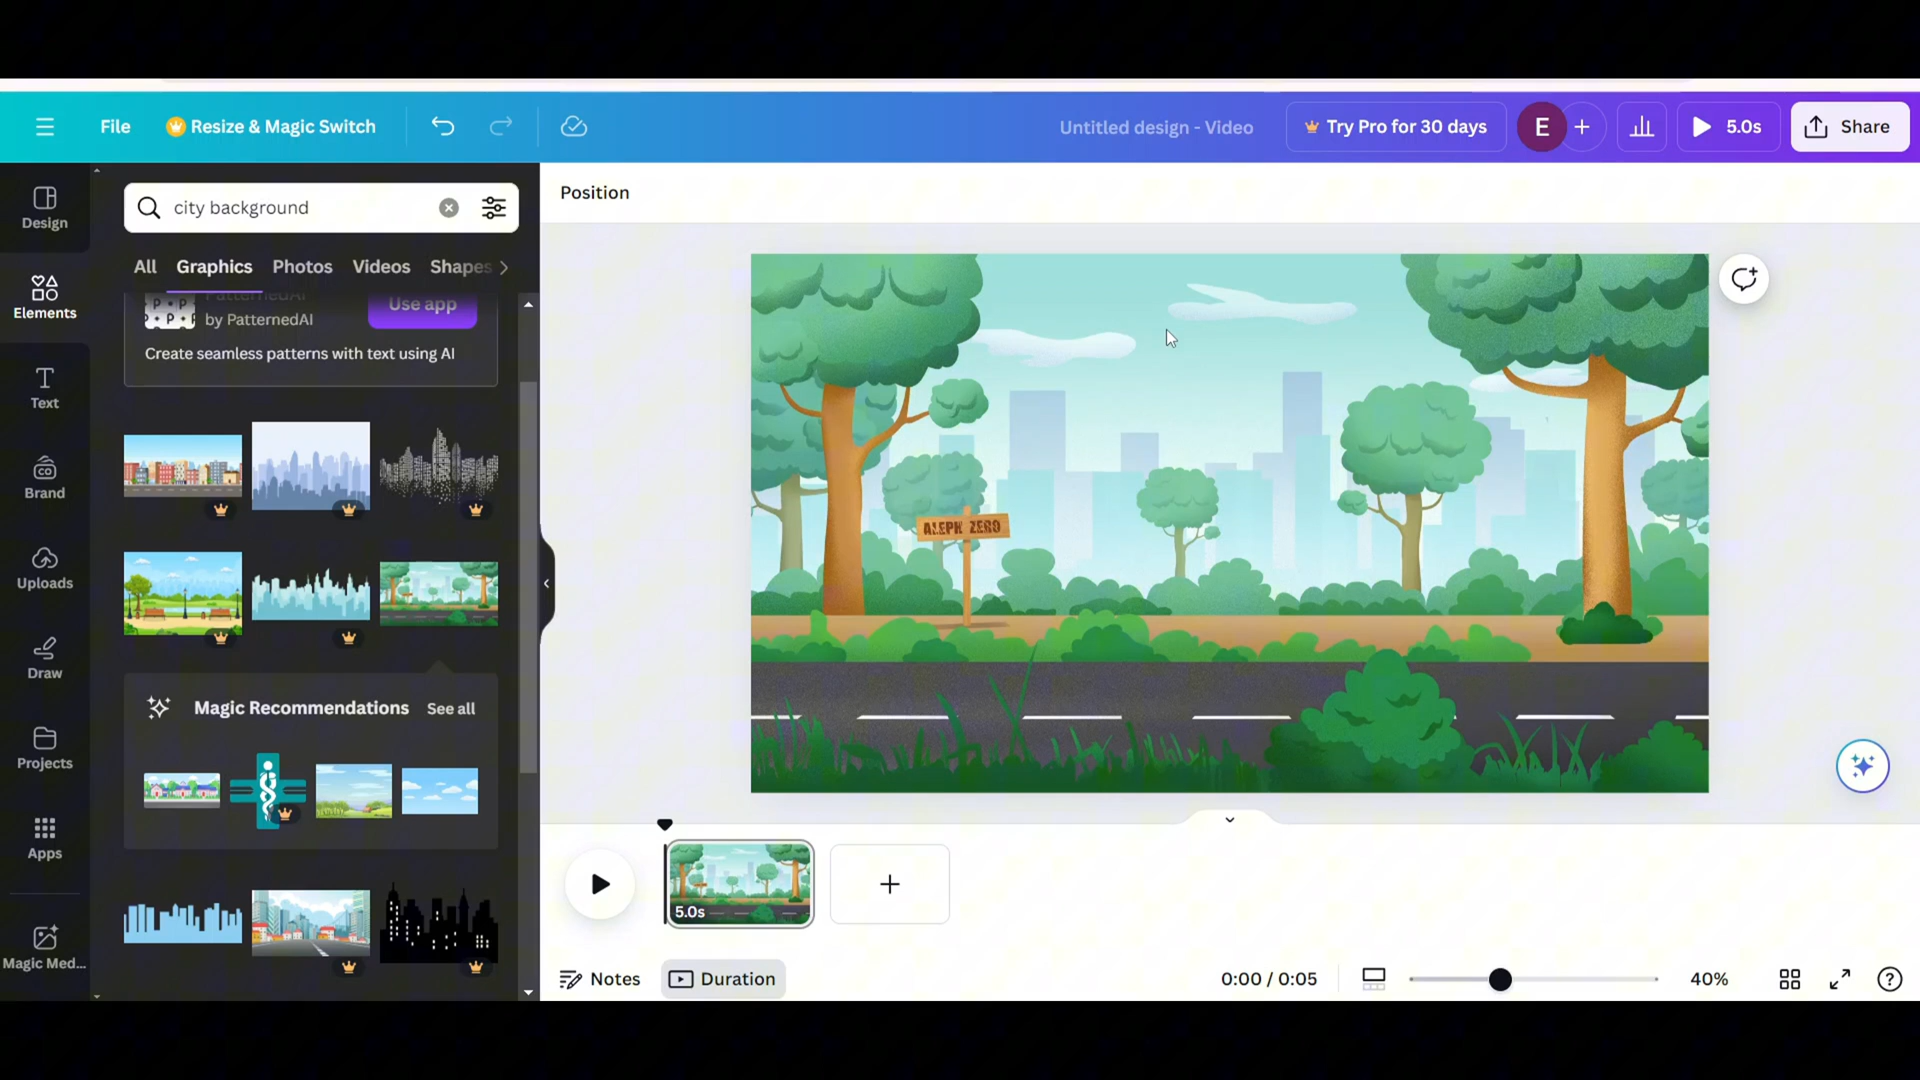 File
Resize & Magic Switch
Untitled design - Video
Try Pro for 30 days
E
5.0s
Share
Design
Elements
Text
Brand
Uploads
Draw
Projects
Apps
Magic Med...
city background
All Graphics Photos Videos Shapes
PatternedAI
by PatternedAI
Use app
Create seamless patterns with text using AI
Magic Recommendations
See all
Position
ALEPH ZERO
5.0s
Notes
Duration
0:00 / 0:05
40%